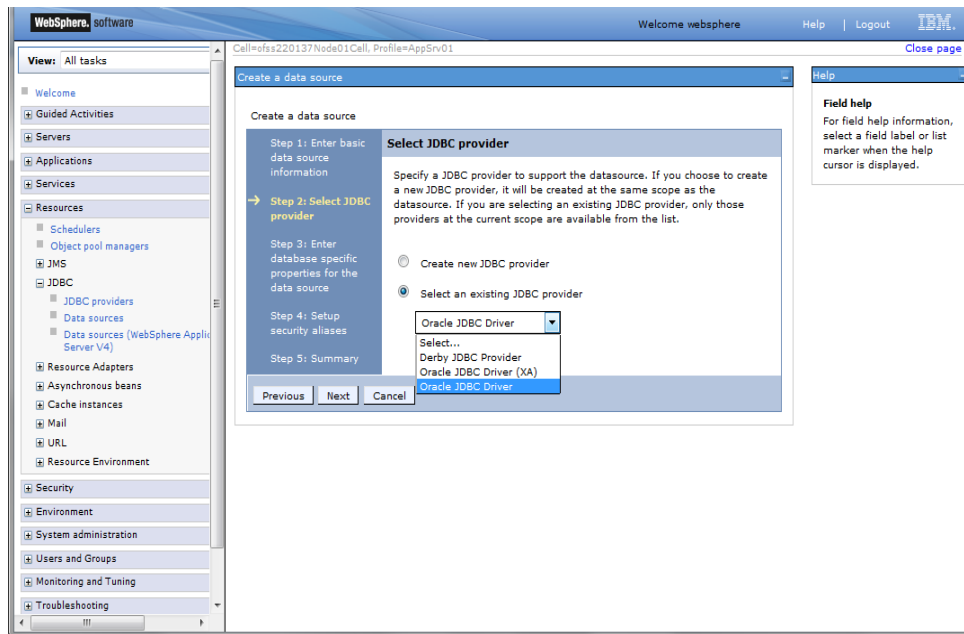 WebSphere. software
Welcome websphere
Help | Logout
IBM.
View: All tasks
Welcome
Guided Activities
Servers
Applications
Services
Resources
Schedulers
Object pool managers
JMS
JDBC
JDBC providers
Data sources
Data sources (WebSphere Applic
Server V4)
Resource Adapters
Asynchronous beans
Cache instances
Mail
URL
Resource Environment
Security
Environment
System administration
Users and Groups
Monitoring and Tuning
Troubleshooting
Cell=ofss220137Node01Cell, Profile=AppSrv01
Close page
Create a data source
Create a data source
Step 1: Enter basic
data source
information
Step 2: Select JDBC
provider
Step 3: Enter
database specific
properties for the
data source
Step 4: Setup
security aliases
Step 5: Summary
Select JDBC provider
Specify a JDBC provider to support the datasource. If you choose to create
a new JDBC provider, it will be created at the same scope as the
datasource. If you are selecting an existing JDBC provider, only those
providers at the current scope are available from the list.
Create new JDBC provider
Select an existing JDBC provider
Oracle JDBC Driver
Select...
Derby JDBC Provider
Oracle JDBC Driver (XA)
Oracle JDBC Driver
Previous
Next
Cancel
Help
Field help
For field help information,
select a field label or list
marker when the help
cursor is displayed.